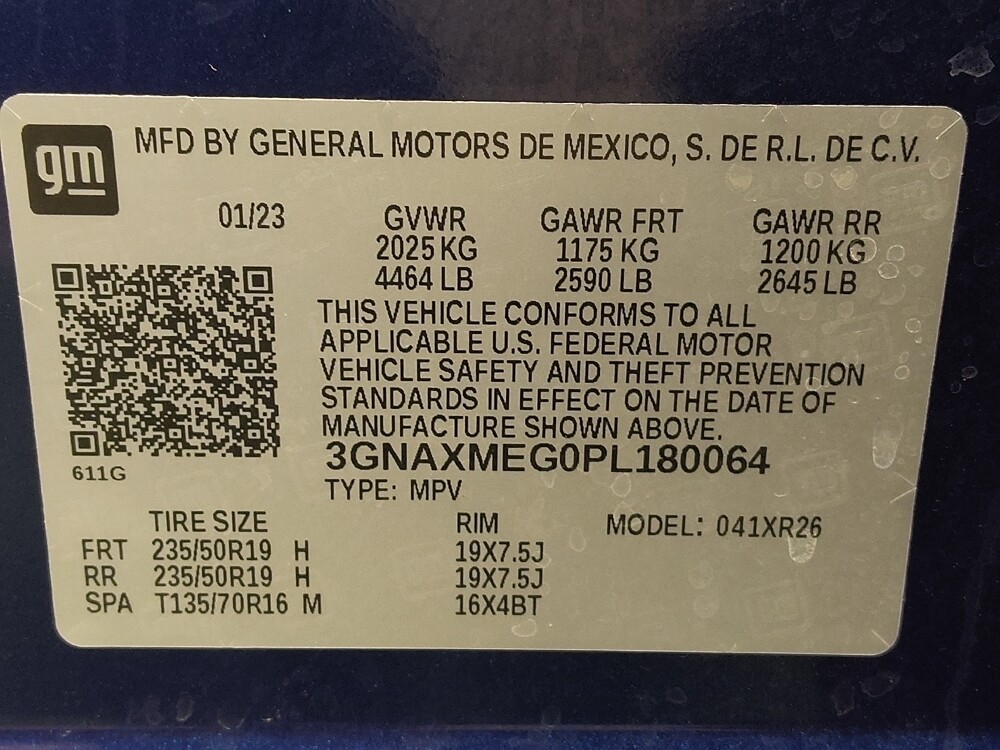 gm
MFD BY GENERAL MOTORS DE MEXICO, S. DE R.L. DE C.V.
01/23 GVWR GAWR FRT GAWR RR
2025 KG 1175 KG 1200 KG
4464 LB 2590 LB 2645 LB
THIS VEHICLE CONFORMS TO ALL
APPLICABLE U.S. FEDERAL MOTOR
VEHICLE SAFETY AND THEFT PREVENTION
STANDARDS IN EFFECT ON THE DATE OF
MANUFACTURE SHOWN ABOVE.
611G 3GNAXMEG0PL180064
TYPE: MPV
TIRE SIZE RIM MODEL: 041XR26
FRT 235/50R19 H 19X7.5J
RR 235/50R19 H 19X7.5J
SPA T135/70R16 M 16X4BT